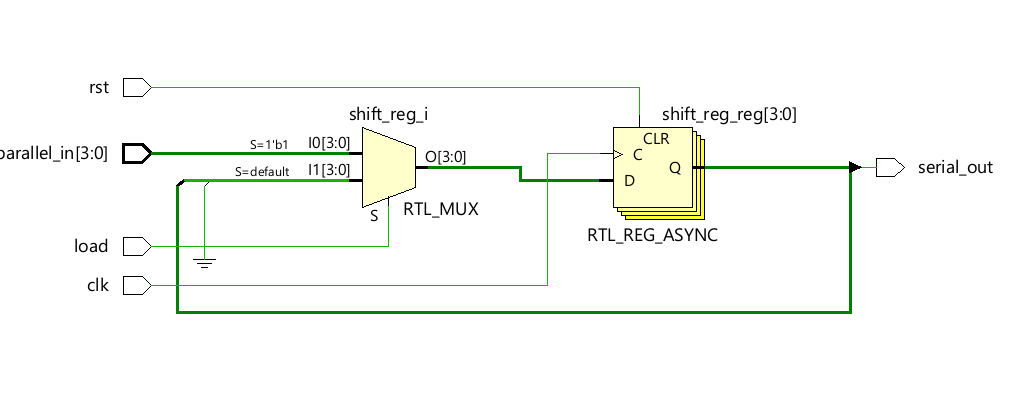 rst
shift_reg_i
shift_reg_reg[3:0]
parallel_in[3:0]
S=1'b1
I0[3:0]
S=default
I1[3:0]
O[3:0]
S
RTL_MUX
CLR
C
D
Q
RTL_REG_ASYNC
serial_out
load
clk